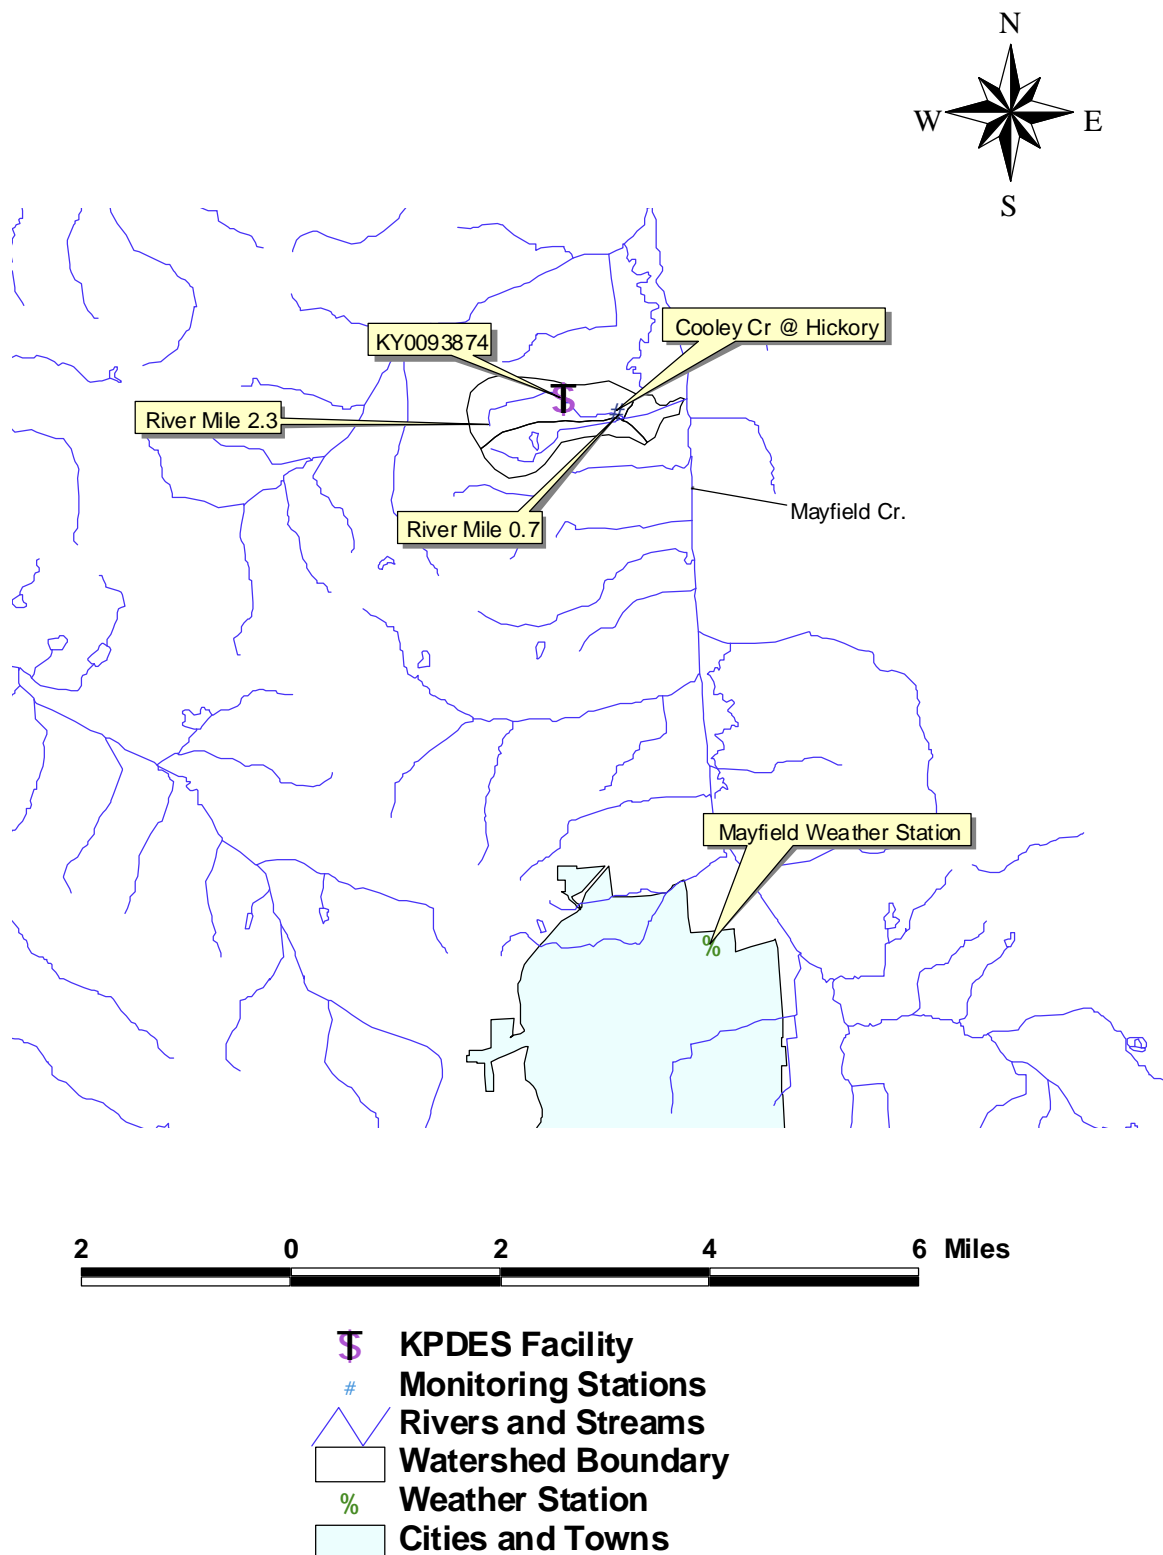 N
W E
S
Cooley Cr @ Hickory
KY0093874
River Mile 2.3
Mayfield Cr.
River Mile 0.7
Mayfield Weather Station
%
2 0 2 4 6 Miles
$ KPDES Facility
# Monitoring Stations
Rivers and Streams
Watershed Boundary
% Weather Station
Cities and Towns